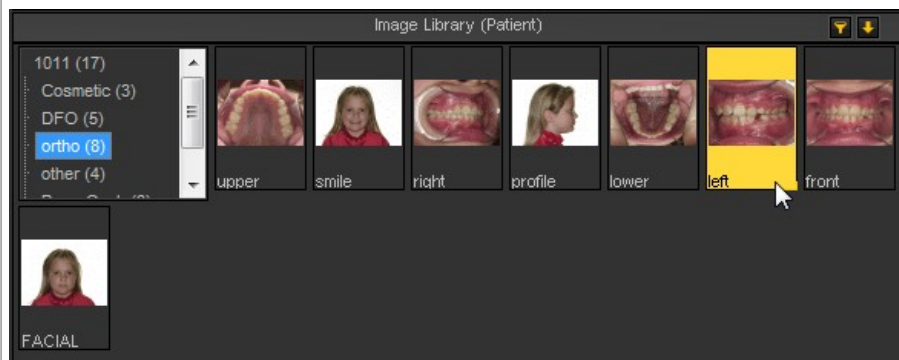 Image Library (Patient)
1011 (17)
Cosmetic (3)
DFO (5)
ortho (8)
other (4)
upper
smile
right
profile
lower
left
front
FACIAL